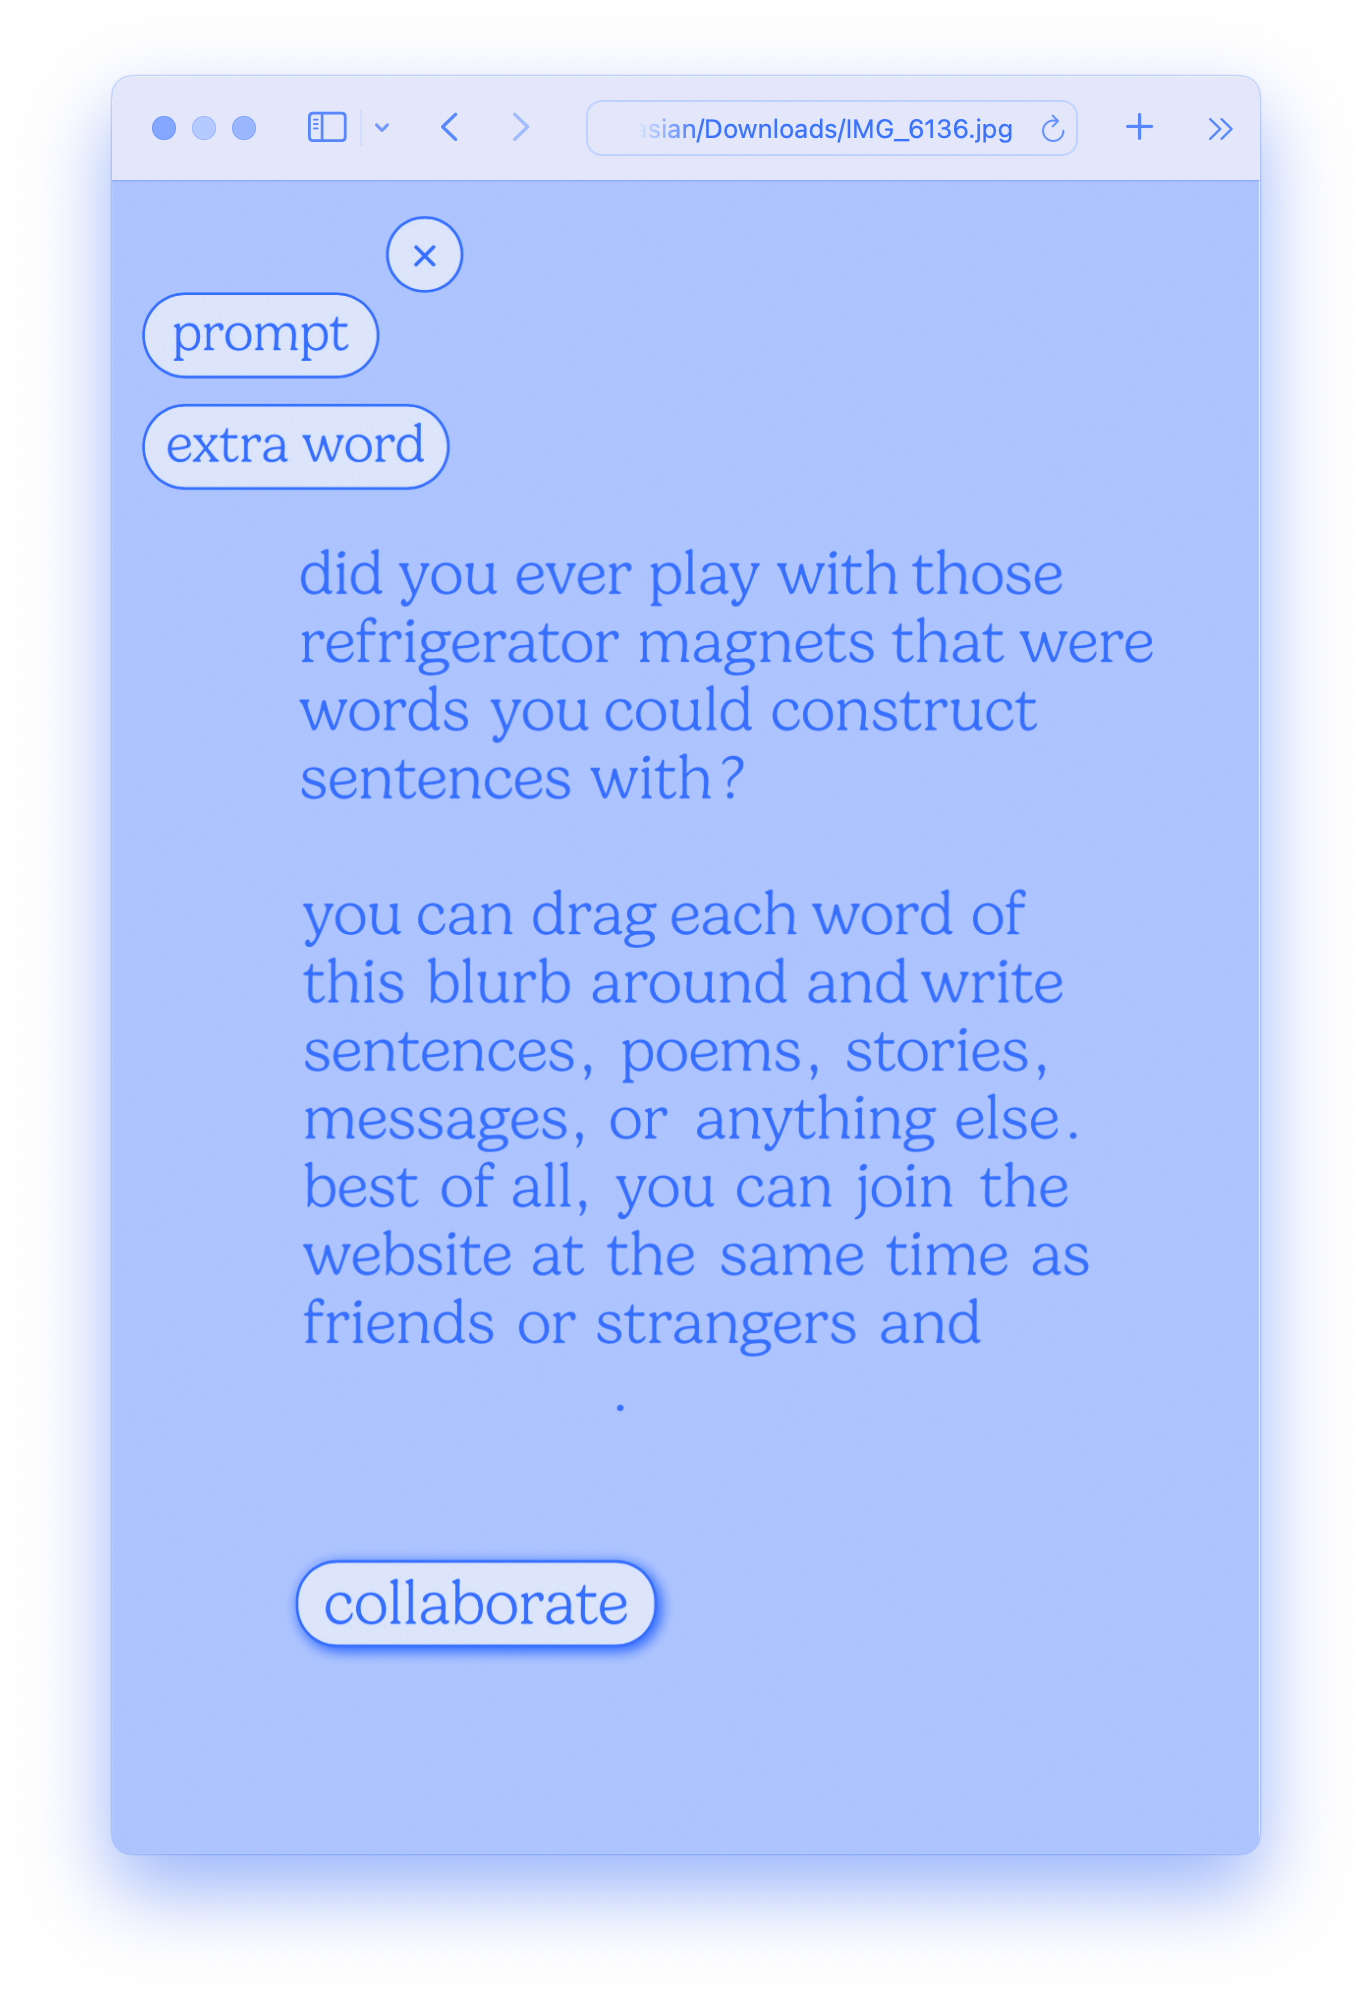 asian/Downloads/IMG_6136.jpg
prompt
extra word
did you ever play with those
refrigerator magnets that were
words you could construct
sentences with?
you can drag each word of
this blurb around and write
sentences, poems, stories,
messages, or anything else.
best of all, you can join the
website at the same time as
friends or strangers and
.
collaborate